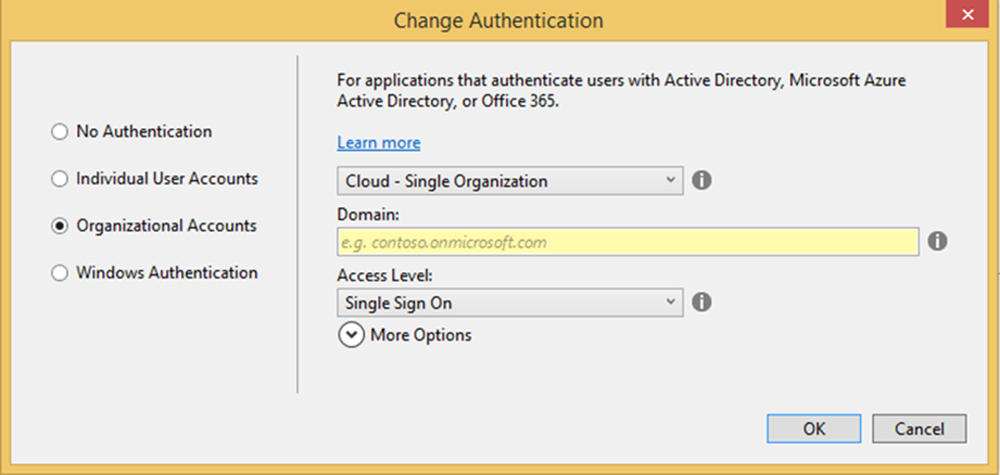 Change Authentication
No Authentication
Individual User Accounts
Organizational Accounts
Windows Authentication
For applications that authenticate users with Active Directory, Microsoft Azure
Active Directory, or Office 365.
Learn more
Cloud - Single Organization
Domain:
e.g. contoso.onmicrosoft.com
Access Level:
Single Sign On
More Options
OK
Cancel